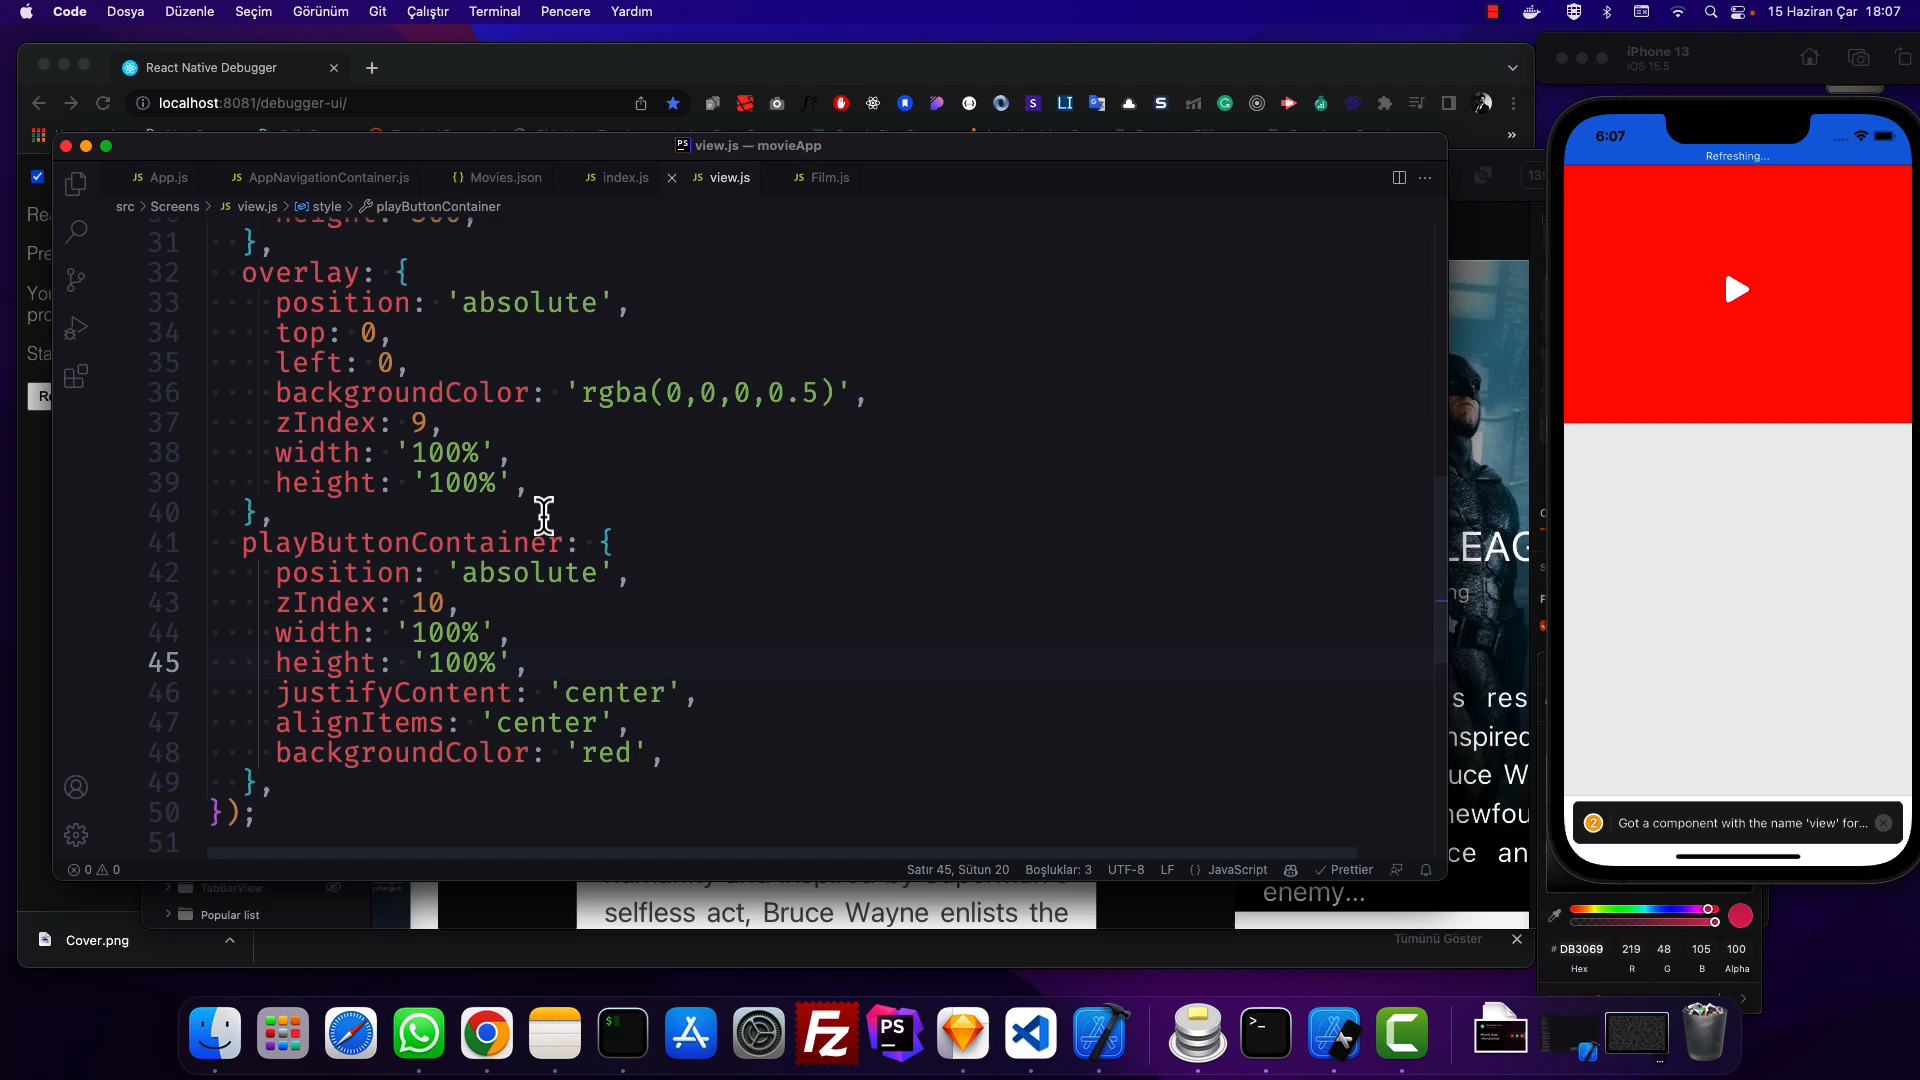 Code Dosya Düzenle Seçim Görünüm Git Çalıştır Terminal Pencere Yardım
15 Haziran Çar 18:07
React Native Debugger
localhost:8081/debugger-ui/
iPhone 13
iOS 15.5
view.js — movieApp
App.js
AppNavigationContainer.js
Movies.json
index.js
view.js
Film.js
src > Screens > view.js > style > playButtonContainer
31 },
32 overlay: {
33 position: 'absolute',
34 top: 0,
35 left: 0,
36 backgroundColor: 'rgba(0,0,0,0.5)',
37 zIndex: 9,
38 width: '100%',
39 height: '100%',
40 },
41 playButtonContainer: {
42 position: 'absolute',
43 zIndex: 10,
44 width: '100%',
45 height: '100%',
46 justifyContent: 'center',
47 alignItems: 'center',
48 backgroundColor: 'red',
49 },
50 });
51
0 0
Satır 45, Sütun 20
Boşluklar: 3
UTF-8
LF
{ } JavaScript
Prettier
6:07
Refreshing...
2 Got a component with the name 'view' for...
TabBarView
Popular list
selfless act, Bruce Wayne enlists the
enemy...
Cover.png
Tümünü Göster
# DB3069 219 48 105 100
Hex R G B Alpha